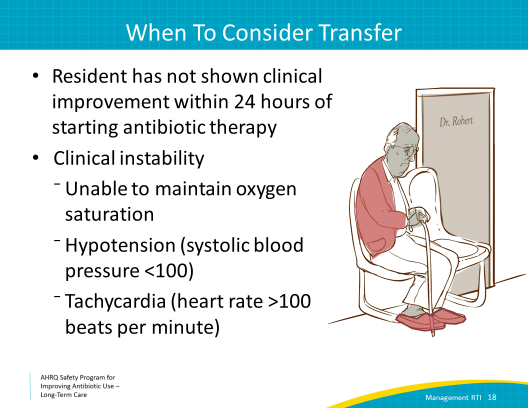 When To Consider Transfer
• Resident has not shown clinical
improvement within 24 hours of
starting antibiotic therapy
• Clinical instability
⁻ Unable to maintain oxygen
saturation
⁻ Hypotension (systolic blood
pressure <100)
⁻ Tachycardia (heart rate >100
beats per minute)
Dr. Robert
AHRQ Safety Program for
Improving Antibiotic Use –
Long-Term Care
Management RTI 18